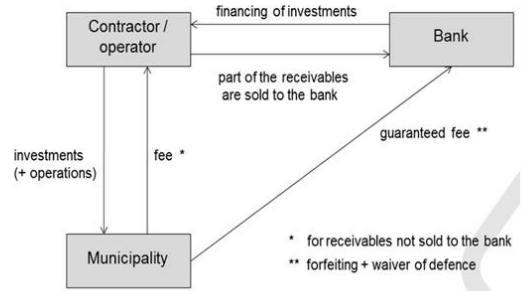 financing of investments
Contractor /
operator
Bank
part of the receivables
are sold to the bank
guaranteed fee **
investments
(+ operations)
fee *
Municipality
* for receivables not sold to the bank
** forfeiting + waiver of defence